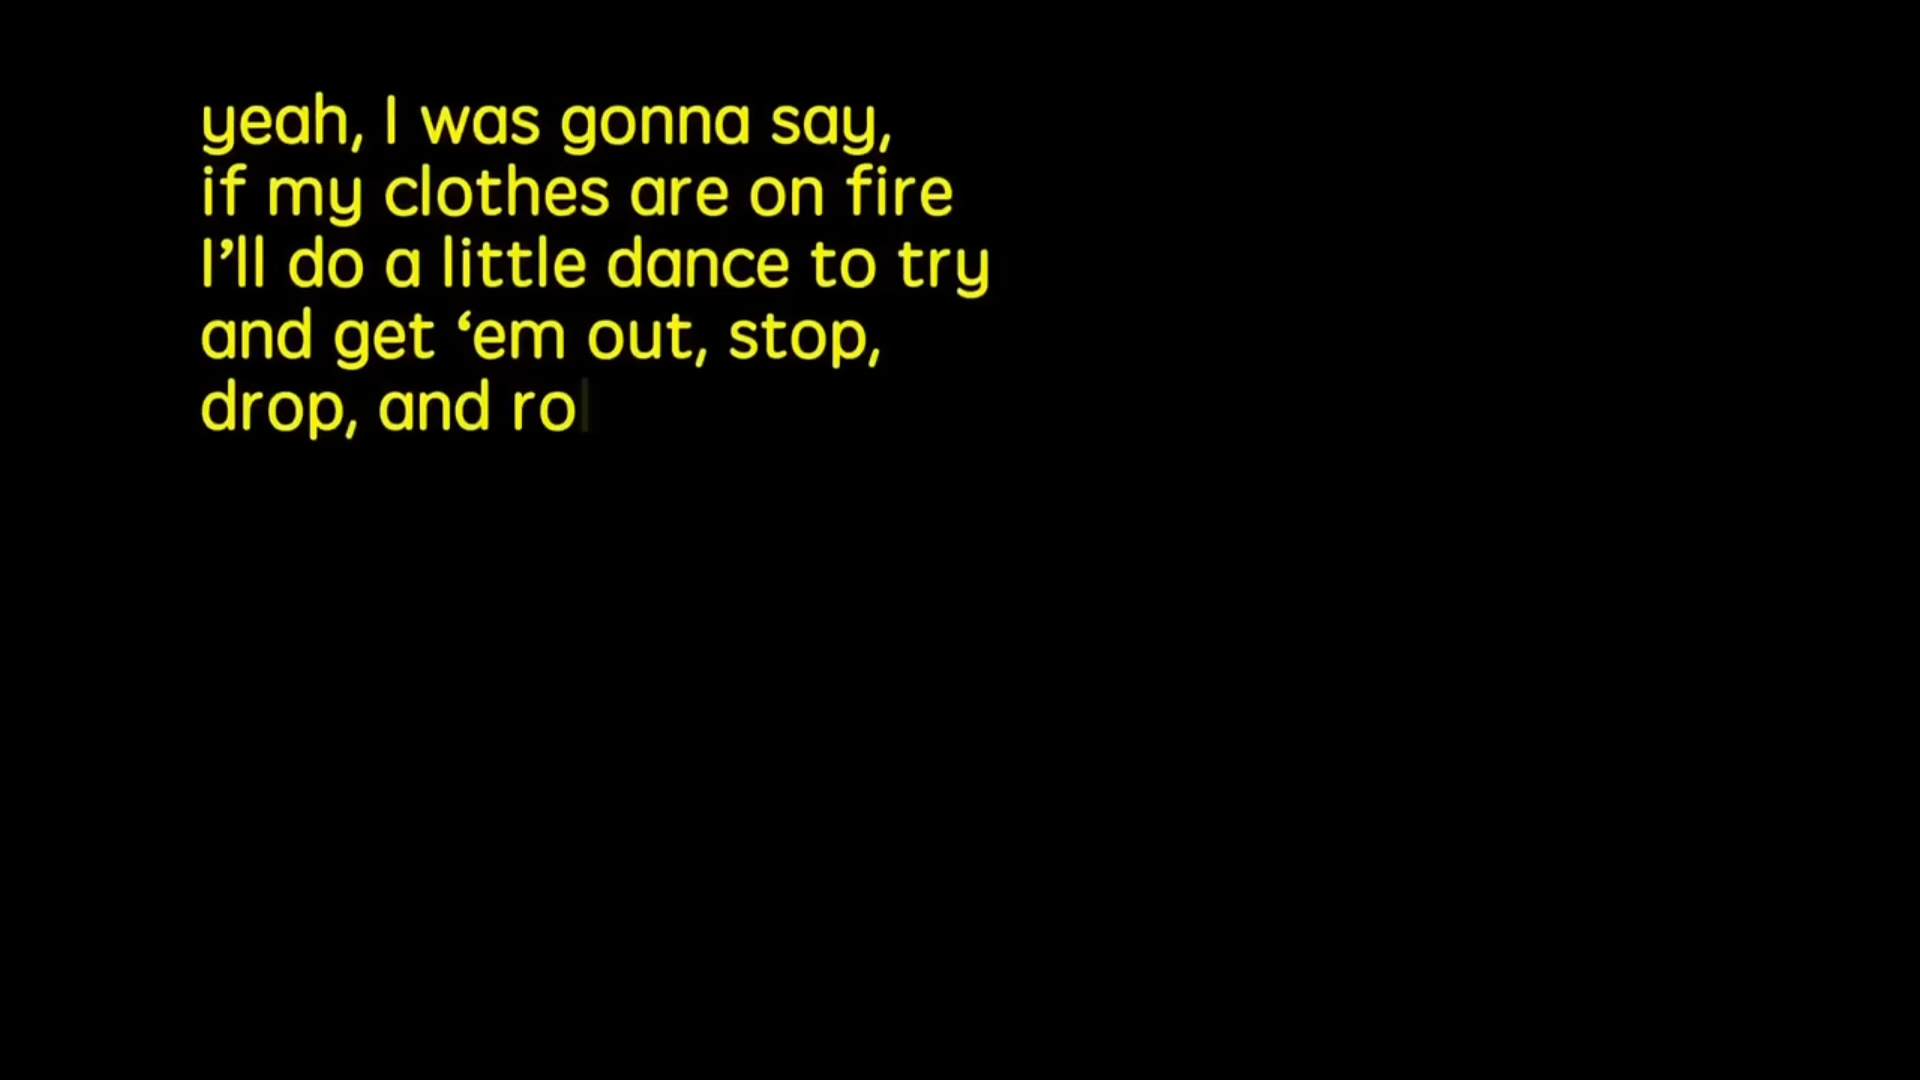 yeah, I was gonna say,
if my clothes are on fire
I’ll do a little dance to try
and get ‘em out, stop,
drop, and rol